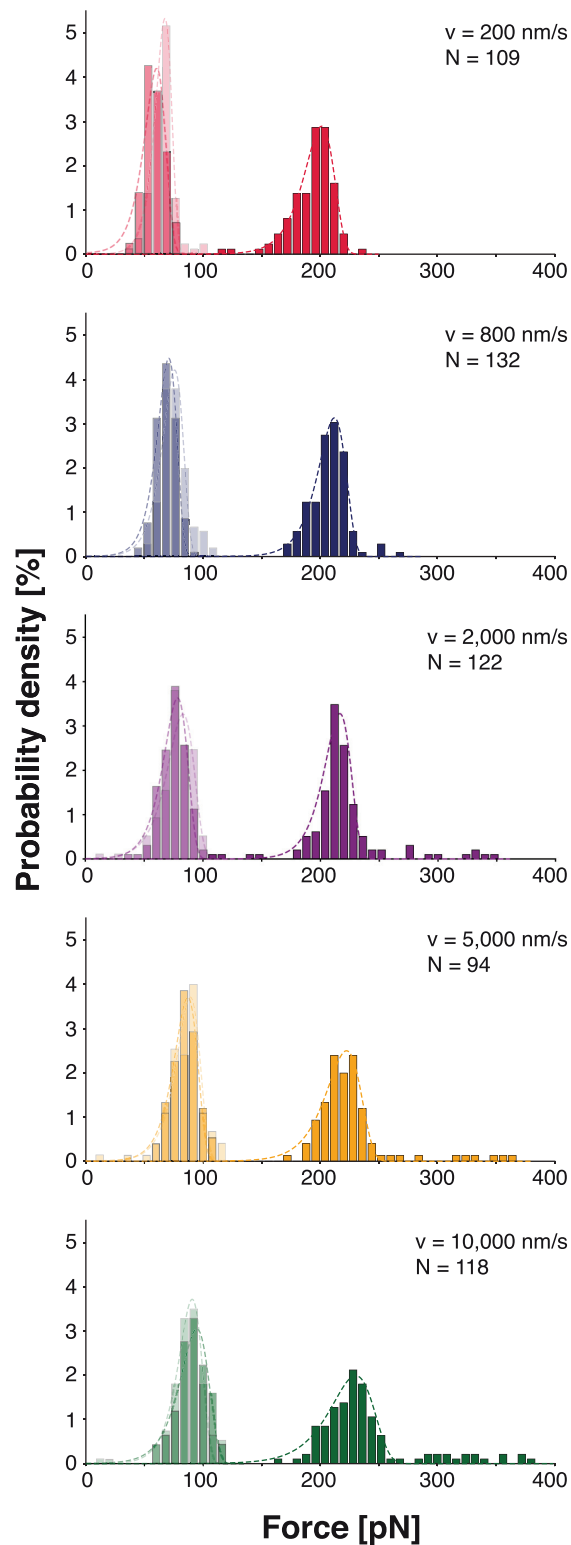 v = 200 nm/s
N = 109
5
4
3
2
1
0
0 100 200 300 400
v = 800 nm/s
N = 132
5
4
3
2
1
0
0 100 200 300 400
v = 2,000 nm/s
N = 122
5
4
3
2
1
0
0 100 200 300 400
v = 5,000 nm/s
N = 94
5
4
3
2
1
0
0 100 200 300 400
v = 10,000 nm/s
N = 118
5
4
3
2
1
0
0 100 200 300 400
Probability density [%]
Force [pN]